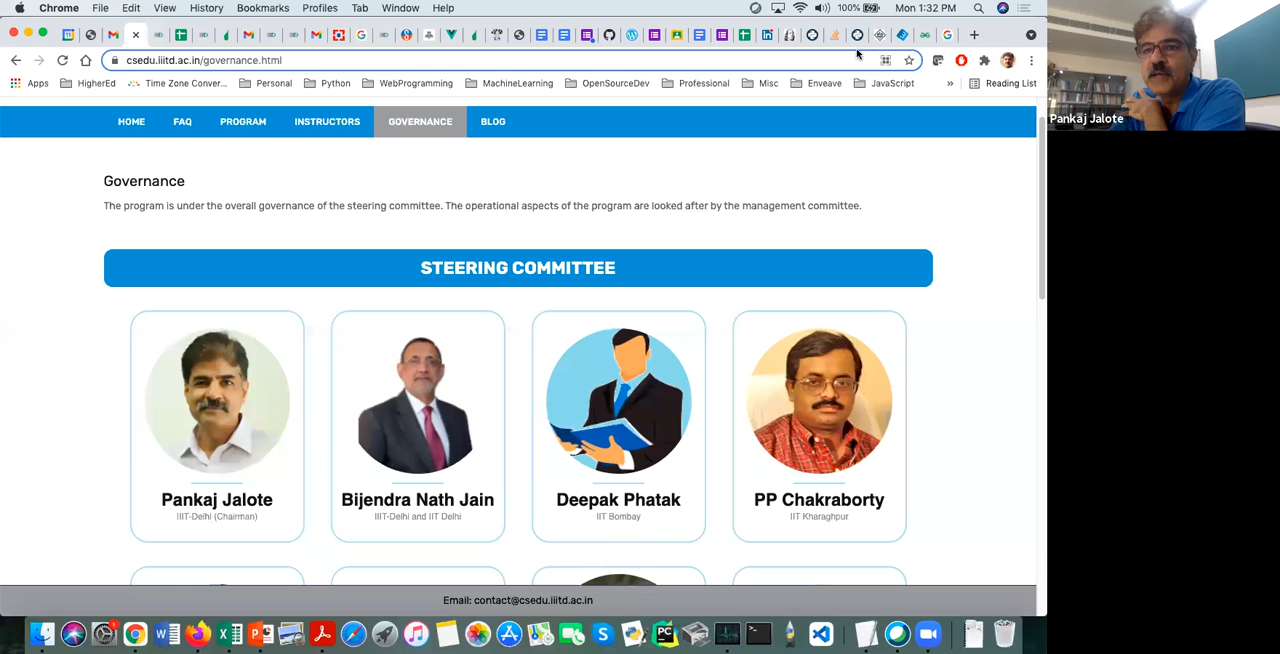 Chrome File Edit View History Bookmarks Profiles Tab Window Help 100% Mon 1:32 PM
csedu.iiitd.ac.in/governance.html
Apps HigherEd Time Zone Conver... Personal Python WebProgramming MachineLearning OpenSourceDev Professional Misc Enveave JavaScript » Reading List
Pankaj Jalote
HOME FAQ PROGRAM INSTRUCTORS GOVERNANCE BLOG
Governance
The program is under the overall governance of the steering committee. The operational aspects of the program are looked after by the management committee.
STEERING COMMITTEE
Pankaj Jalote Bijendra Nath Jain Deepak Phatak PP Chakraborty
IIIT-Delhi (Chairman) IIIT-Delhi and IIT Delhi IIT Bombay IIT Kharaghpur
Email: contact@csedu.iiitd.ac.in